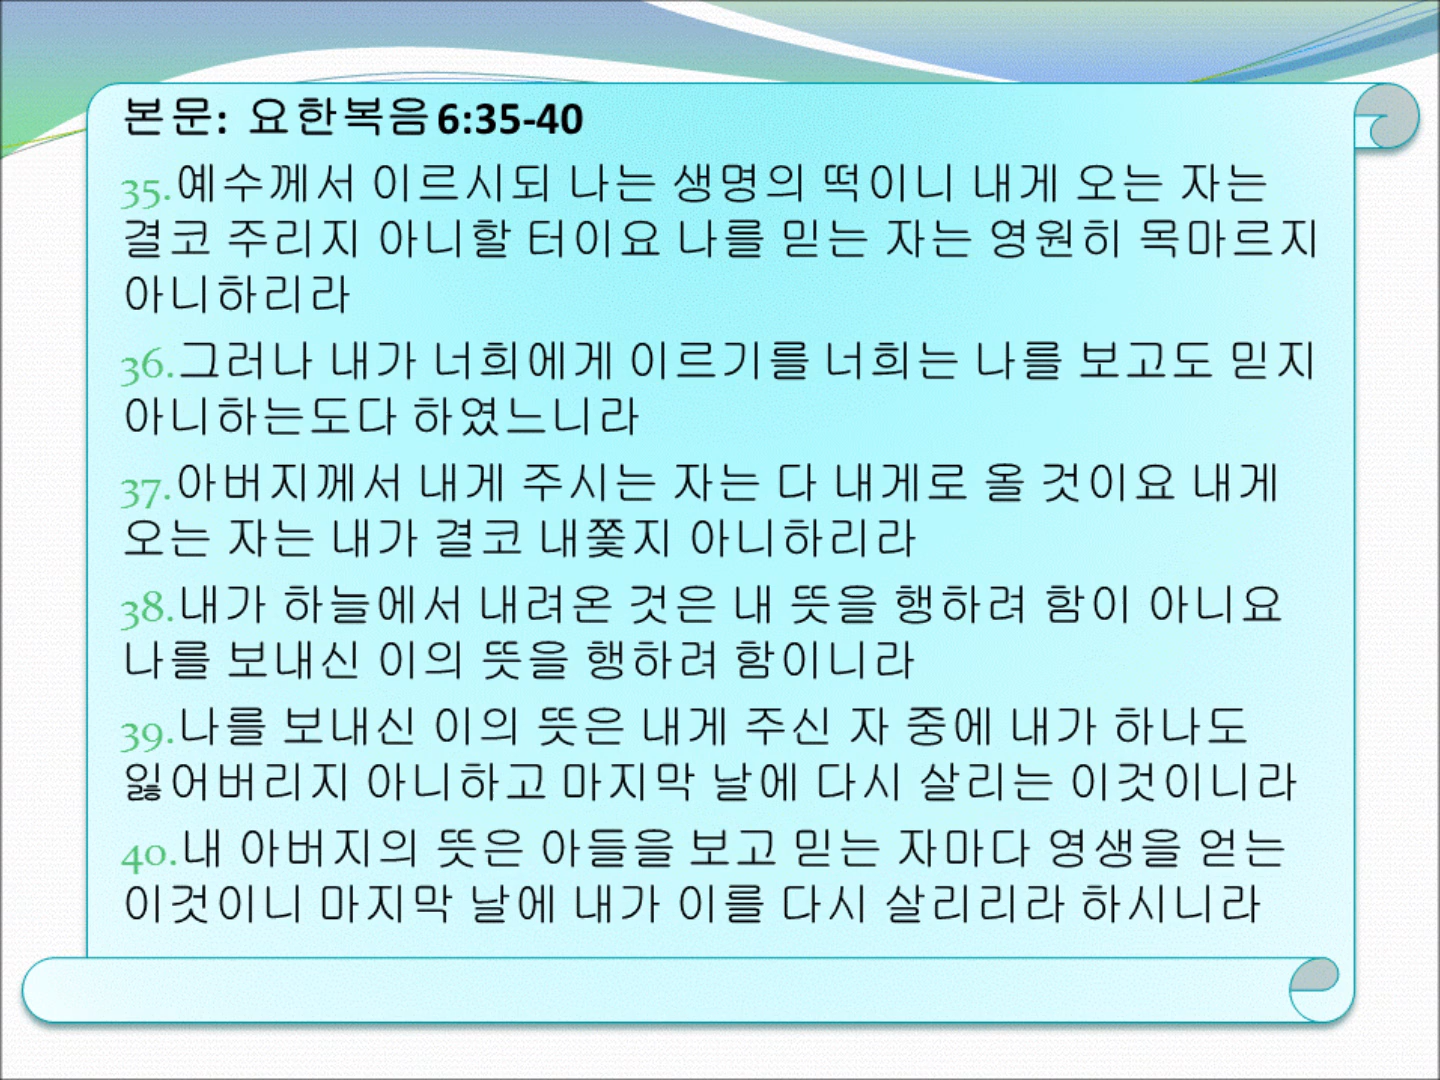 본문: 요한복음6:35-40
35.예수께서 이르시되 나는 생명의 떡이니 내게 오는 자는
결코 주리지 아니할 터이요 나를 믿는 자는 영원히 목마르지
아니하리라
36.그러나 내가 너희에게 이르기를 너희는 나를 보고도 믿지
아니하는도다 하였느니라
37.아버지께서 내게 주시는 자는 다 내게로 올 것이요 내게
오는 자는 내가 결코 내쫓지 아니하리라
38.내가 하늘에서 내려온 것은 내 뜻을 행하려 함이 아니요
나를 보내신 이의 뜻을 행하려 함이니라
39.나를 보내신 이의 뜻은 내게 주신 자 중에 내가 하나도
잃어버리지 아니하고 마지막 날에 다시 살리는 이것이니라
40.내 아버지의 뜻은 아들을 보고 믿는 자마다 영생을 얻는
이것이니 마지막 날에 내가 이를 다시 살리리라 하시니라